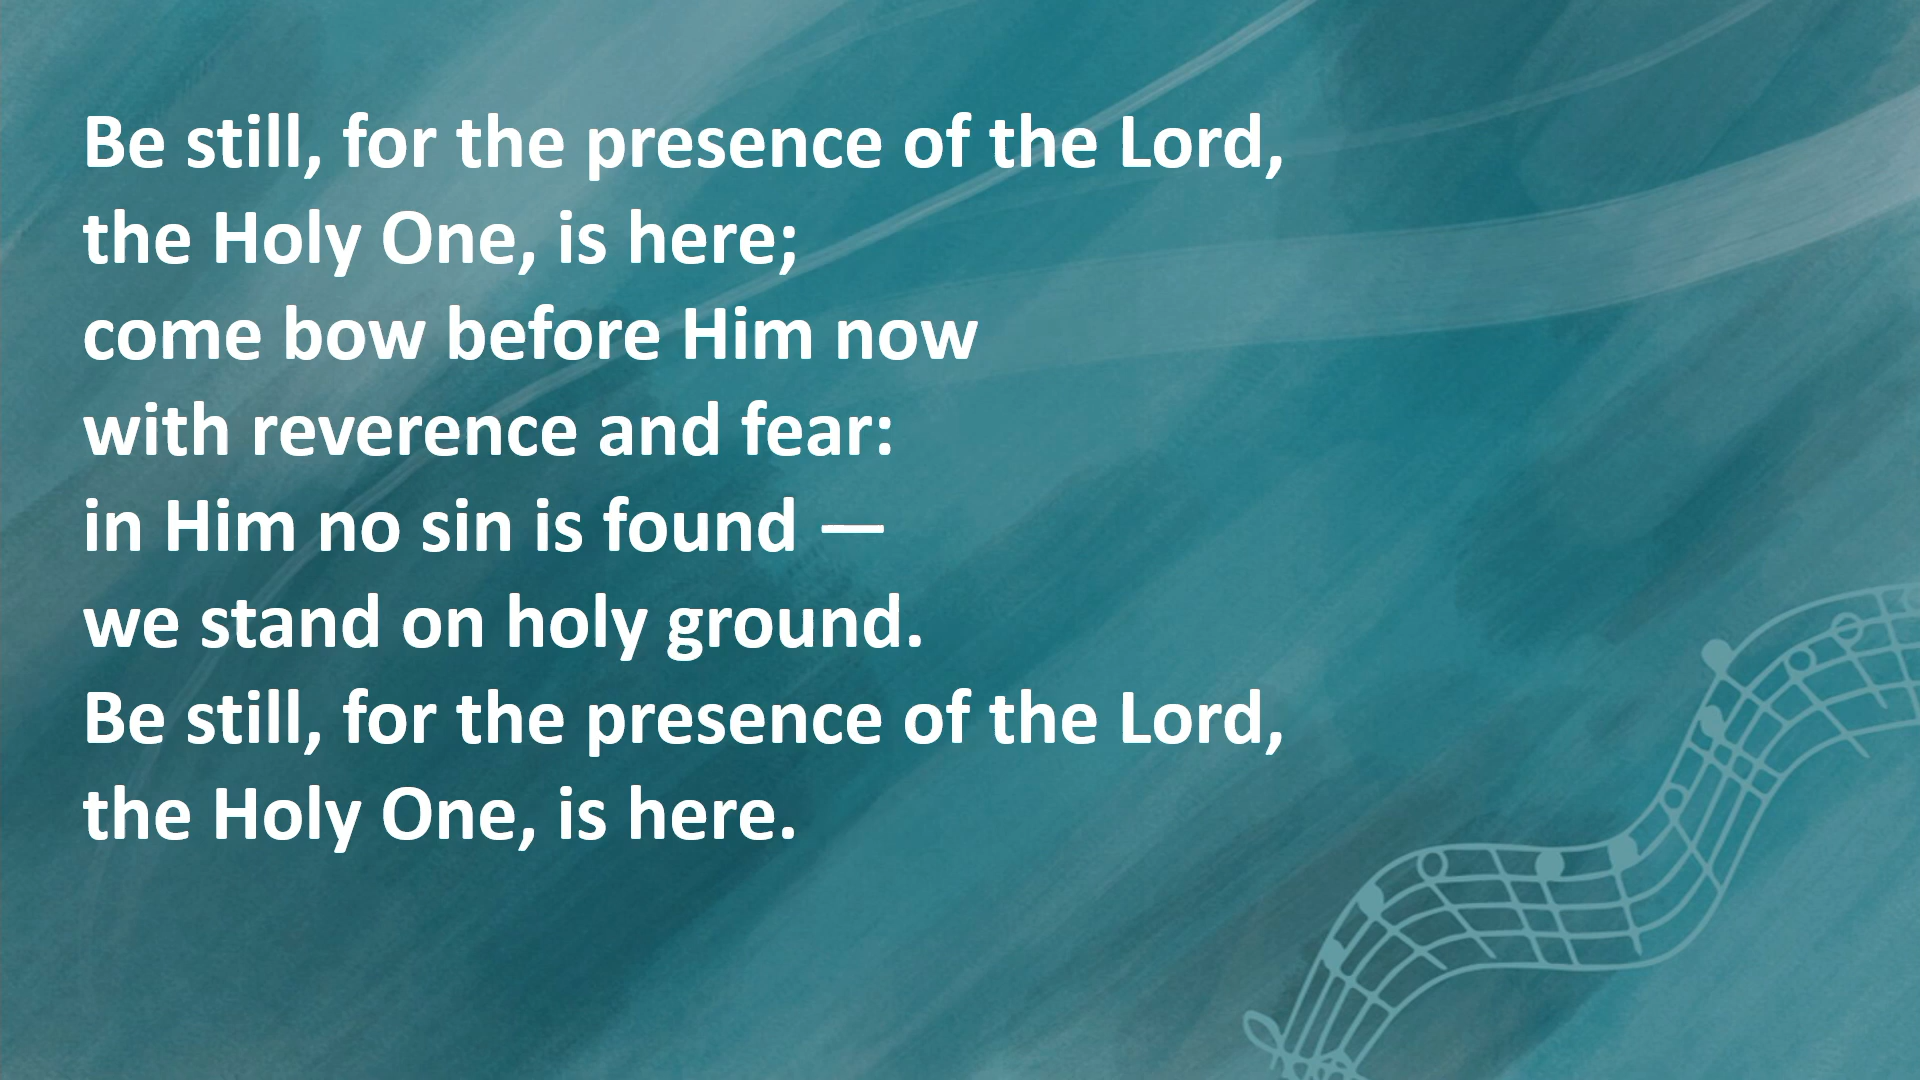 Be still, for the presence of the Lord,
the Holy One, is here;
come bow before Him now
with reverence and fear:
in Him no sin is found —
we stand on holy ground.
Be still, for the presence of the Lord,
the Holy One, is here.